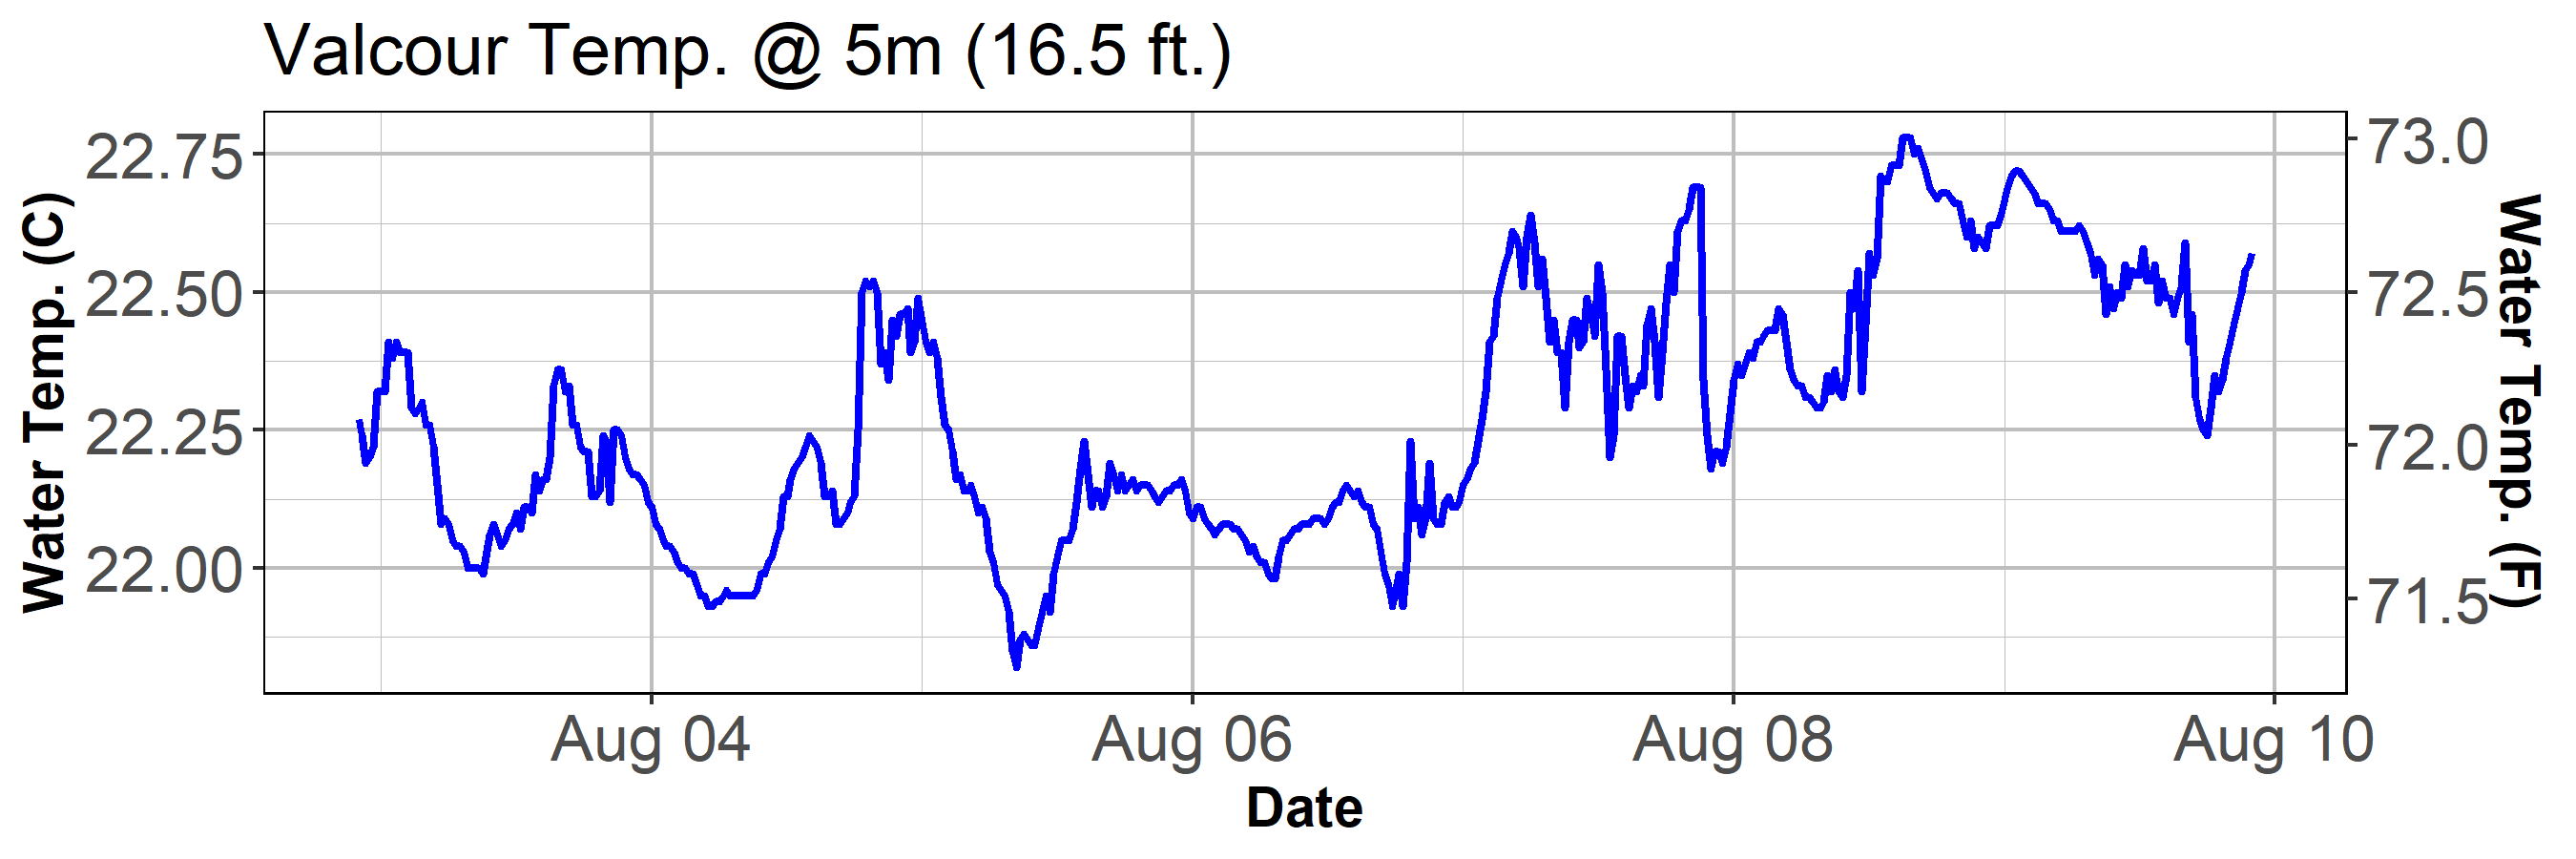 Valcour Temp. @ 5m (16.5 ft.)
Water Temp. (C)
22.75
22.50
22.25
22.00
73.0
72.5
72.0
71.5
Water Temp. (F)
Aug 04 Aug 06 Aug 08 Aug 10
Date